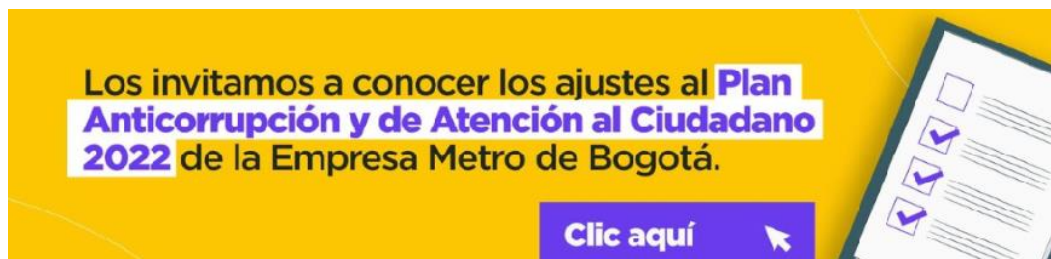 Los invitamos a conocer los ajustes al Plan
Anticorrupción y de Atención al Ciudadano
2022 de la Empresa Metro de Bogotá.
Clic aquí